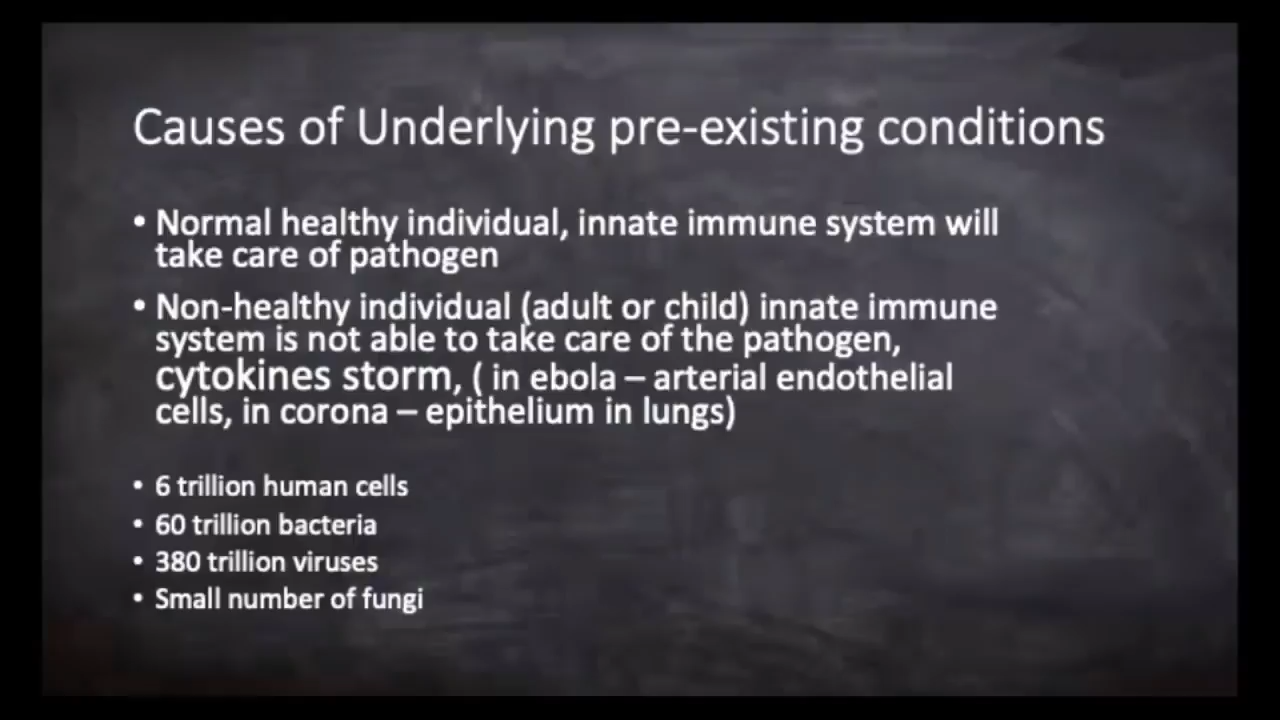 Causes of Underlying pre-existing conditions
• Normal healthy individual, innate immune system will
take care of pathogen
• Non-healthy individual (adult or child) innate immune
system is not able to take care of the pathogen,
cytokines storm, ( in ebola – arterial endothelial
cells, in corona – epithelium in lungs)
• 6 trillion human cells
• 60 trillion bacteria
• 380 trillion viruses
• Small number of fungi